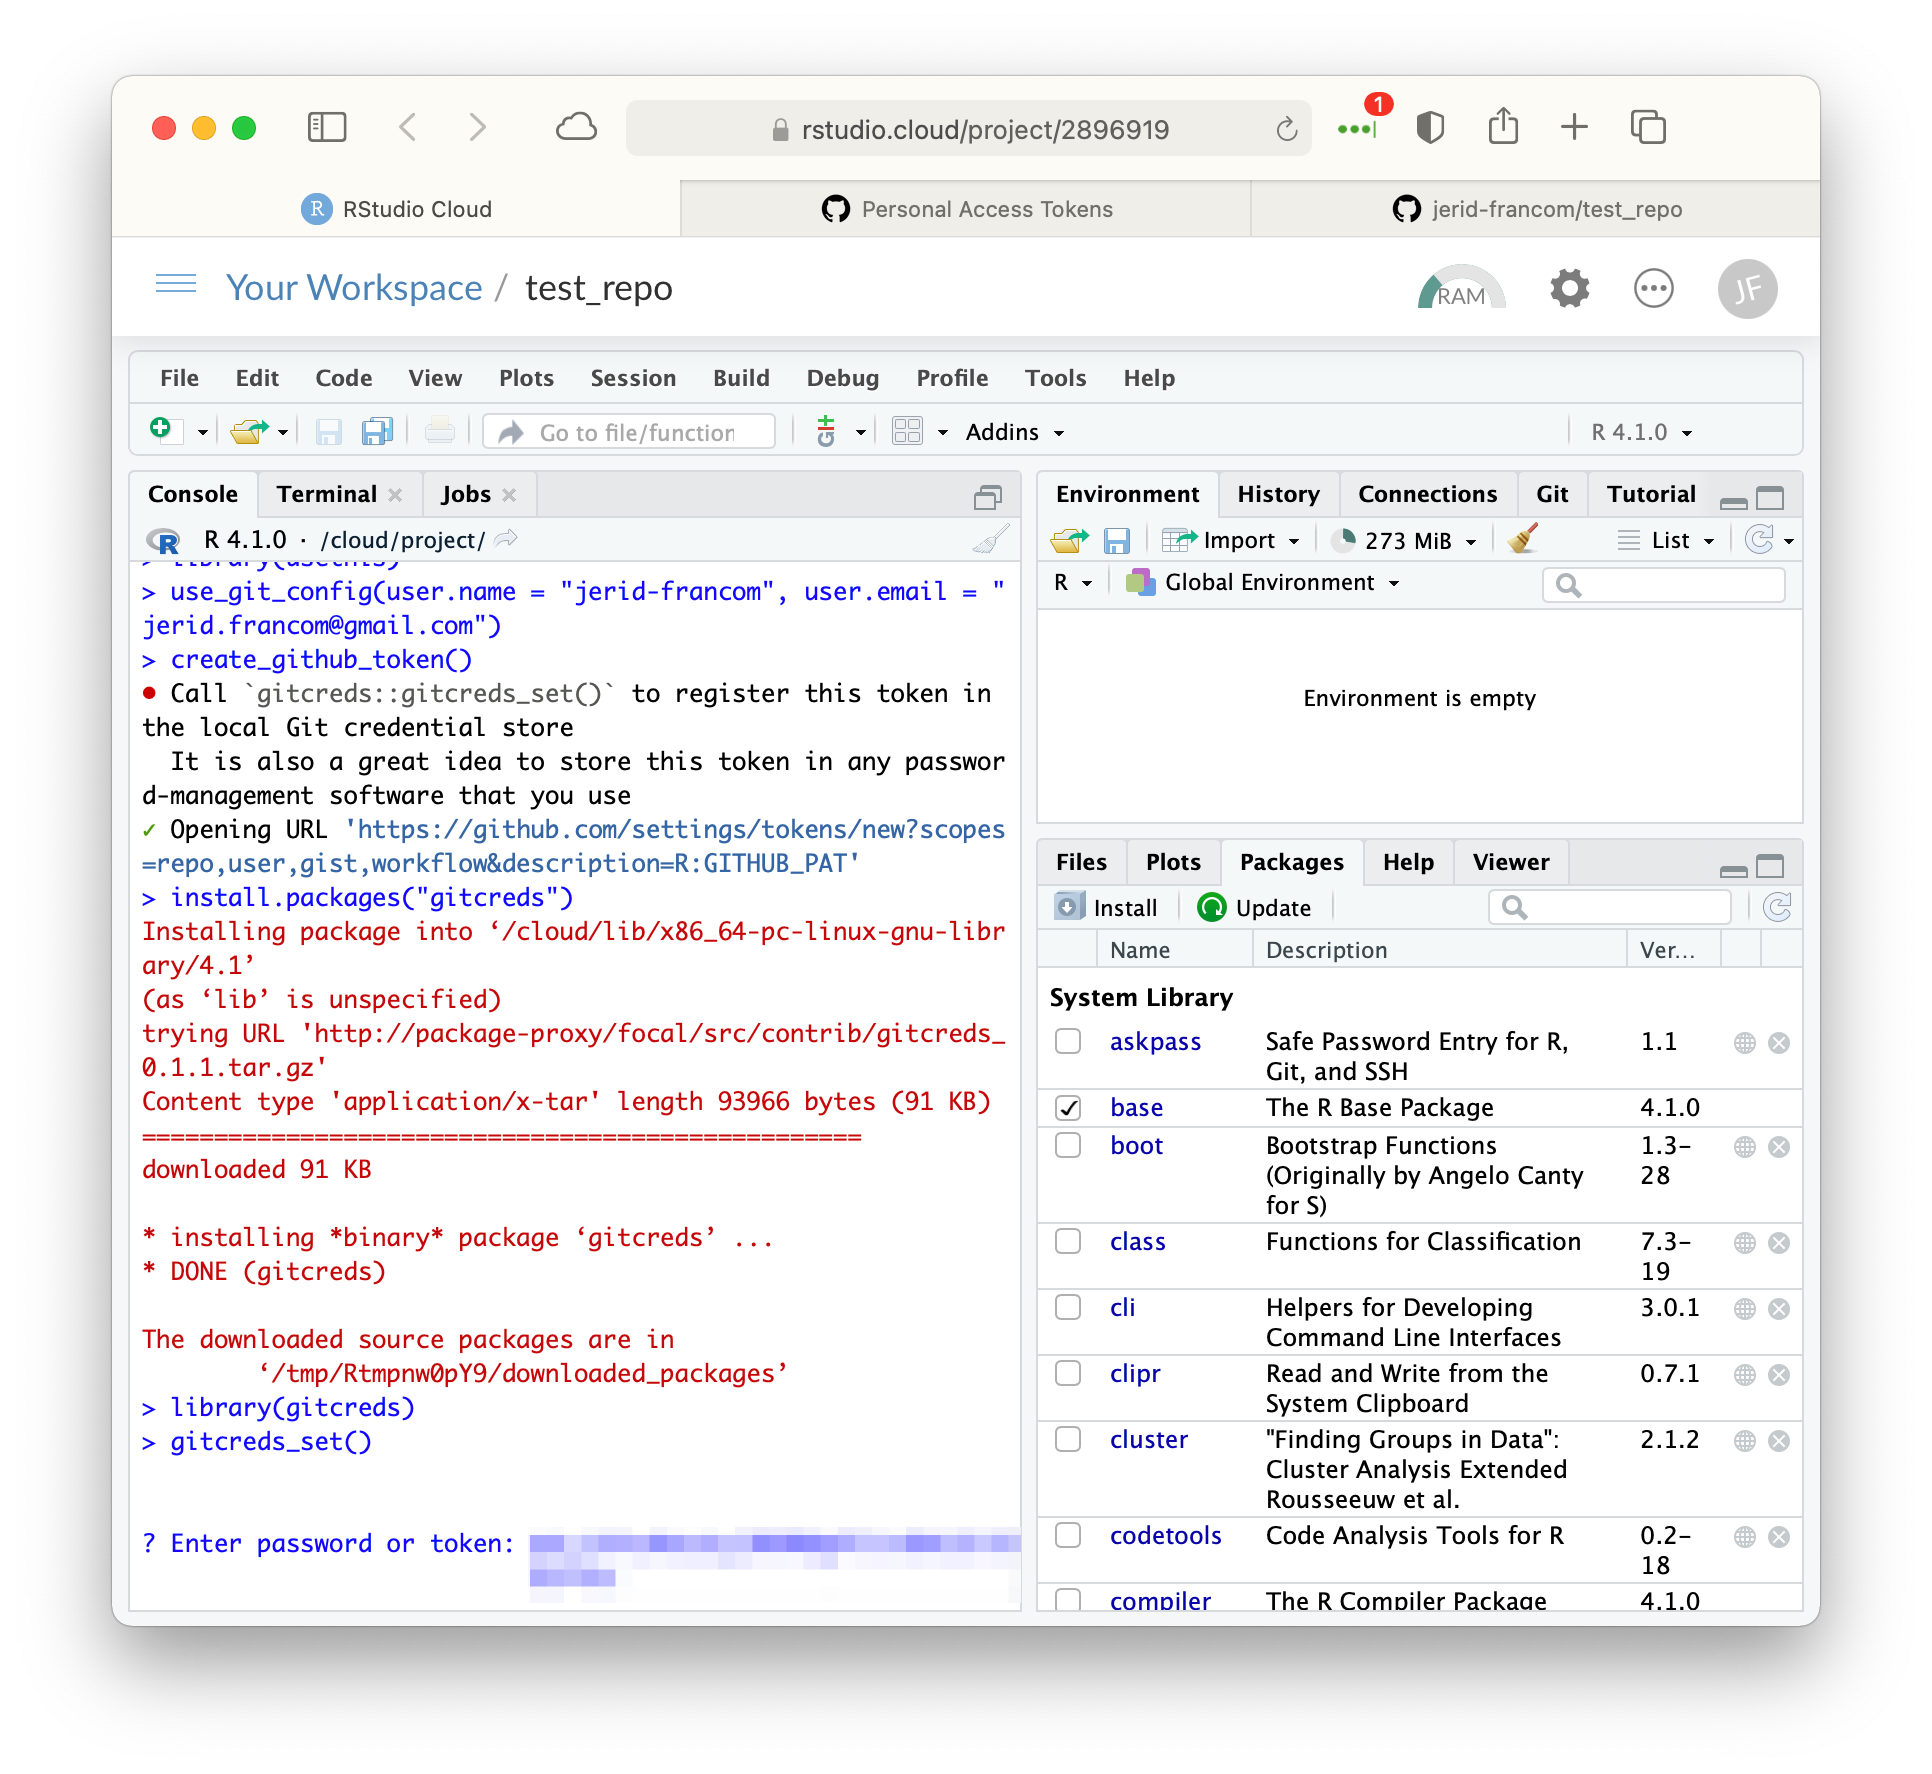 1
rstudio.cloud/project/2896919
R RStudio Cloud
Personal Access Tokens
jerid-francom/test_repo
Your Workspace / test_repo
RAM
JF
File Edit Code View Plots Session Build Debug Profile Tools Help
Go to file/function
Addins
R 4.1.0
Console Terminal Jobs
R 4.1.0 · /cloud/project/
> use_git_config(user.name = "jerid-francom", user.email = "
jerid.francom@gmail.com")
> create_github_token()
● Call `gitcreds::gitcreds_set()` to register this token in
the local Git credential store
It is also a great idea to store this token in any passwor
d-management software that you use
✓ Opening URL 'https://github.com/settings/tokens/new?scopes
=repo,user,gist,workflow&description=R:GITHUB_PAT'
> install.packages("gitcreds")
Installing package into ‘/cloud/lib/x86_64-pc-linux-gnu-libr
ary/4.1’
(as ‘lib’ is unspecified)
trying URL 'http://package-proxy/focal/src/contrib/gitcreds_
0.1.1.tar.gz'
Content type 'application/x-tar' length 93966 bytes (91 KB)
==================================================
downloaded 91 KB
* installing *binary* package ‘gitcreds’ ...
* DONE (gitcreds)
The downloaded source packages are in
‘/tmp/Rtmpnw0pY9/downloaded_packages’
> library(gitcreds)
> gitcreds_set()
? Enter password or token:
Environment History Connections Git Tutorial
Import 273 MiB List
R Global Environment
Environment is empty
Files Plots Packages Help Viewer
Install Update
Name Description Ver...
System Library
askpass Safe Password Entry for R, 1.1
Git, and SSH
base The R Base Package 4.1.0
boot Bootstrap Functions 1.3-
(Originally by Angelo Canty 28
for S)
class Functions for Classification 7.3-
19
cli Helpers for Developing 3.0.1
Command Line Interfaces
clipr Read and Write from the 0.7.1
System Clipboard
cluster "Finding Groups in Data": 2.1.2
Cluster Analysis Extended
Rousseeuw et al.
codetools Code Analysis Tools for R 0.2-
18
compiler The R Compiler Package 4.1.0